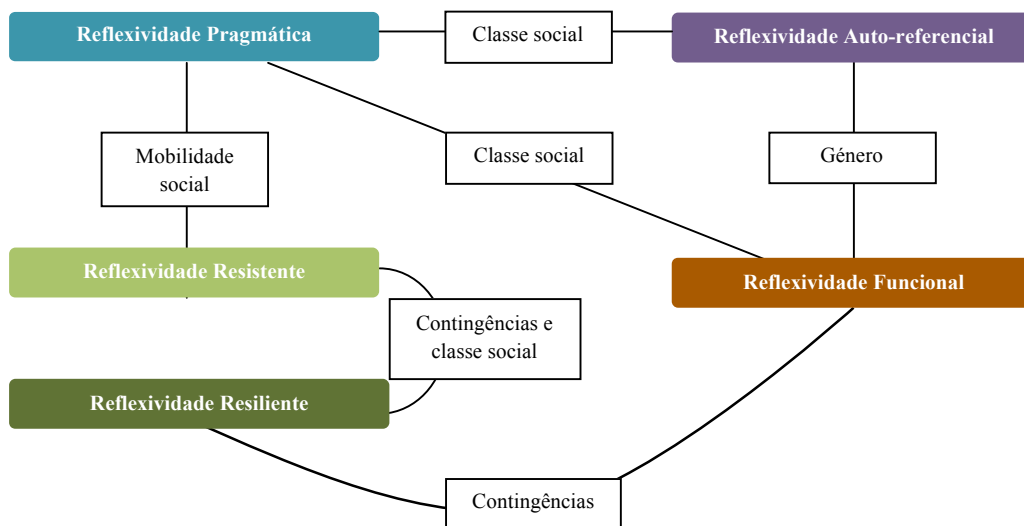 Reflexividade Pragmática
Classe social
Reflexividade Auto-referencial
Mobilidade
social
Classe social
Género
Reflexividade Resistente
Reflexividade Funcional
Contingências e
classe social
Reflexividade Resiliente
Contingências